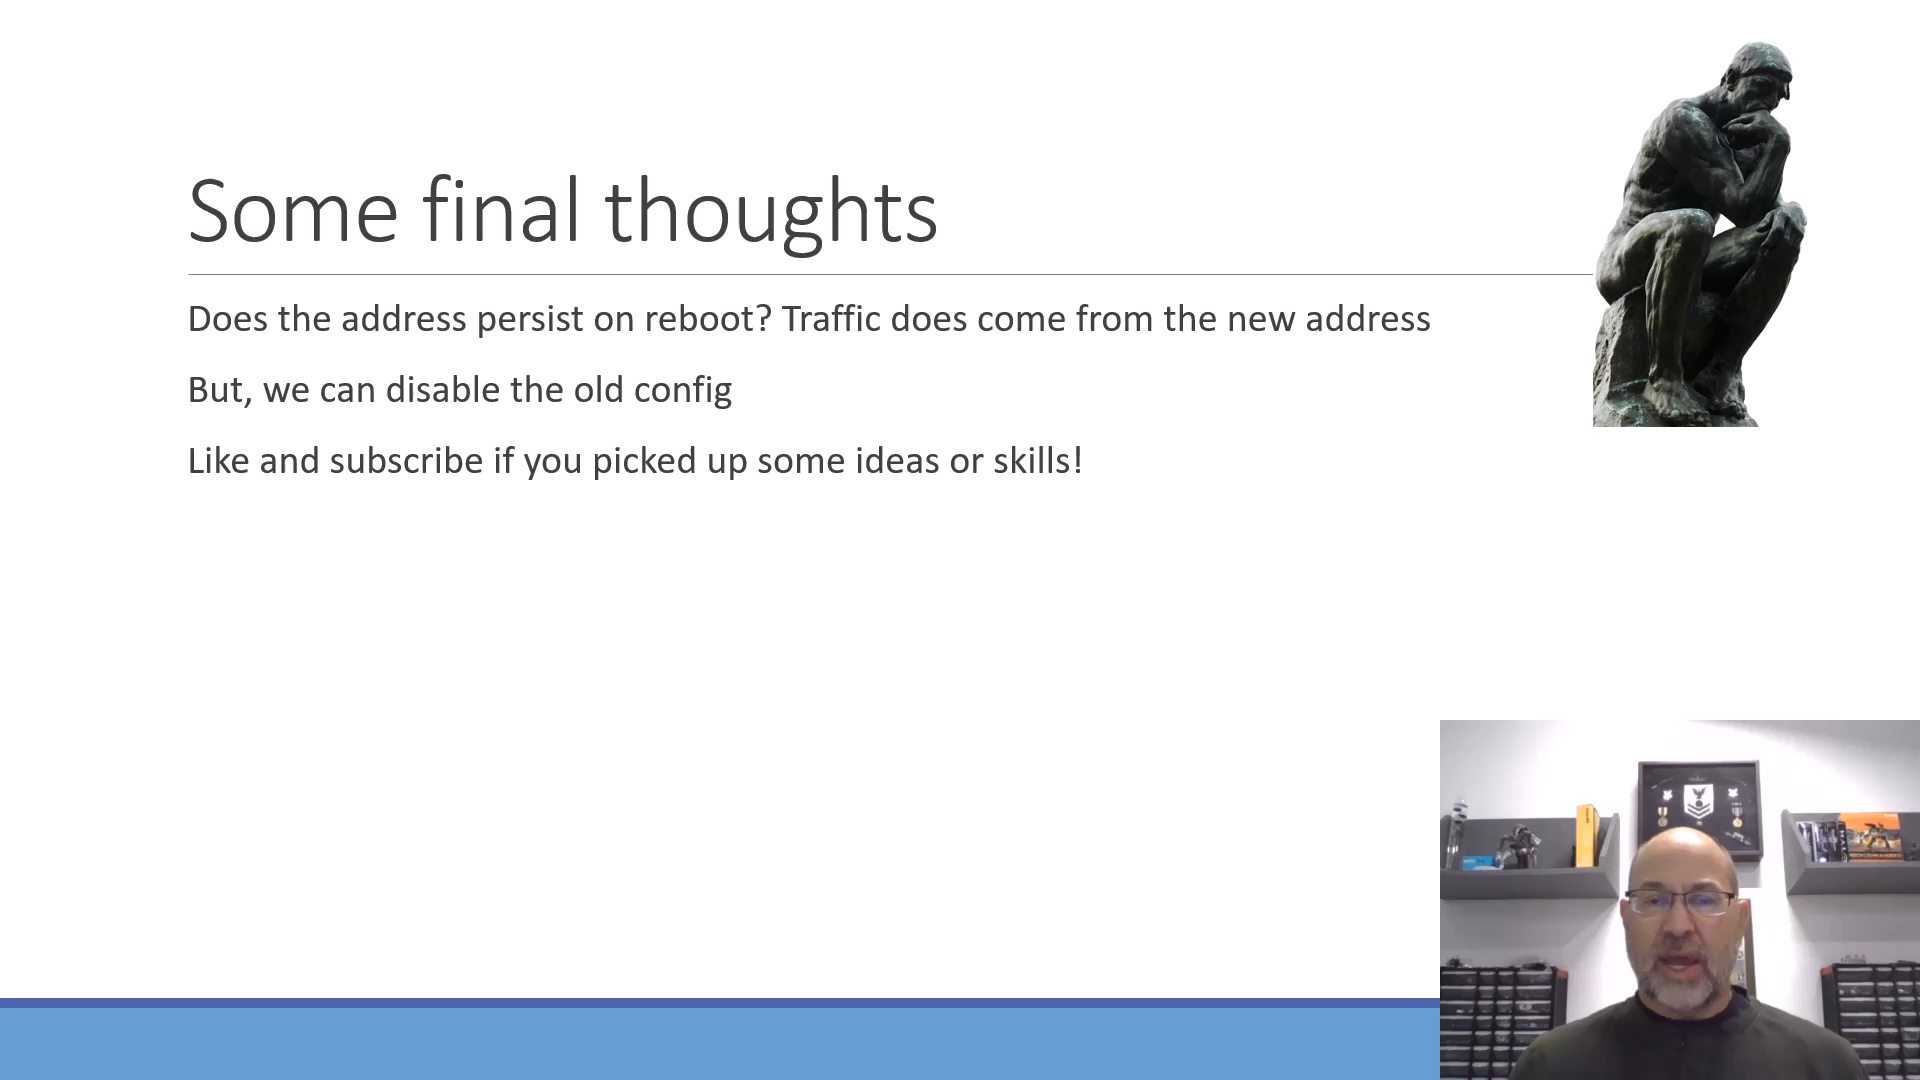 Some final thoughts
Does the address persist on reboot? Traffic does come from the new address
But, we can disable the old config
Like and subscribe if you picked up some ideas or skills!